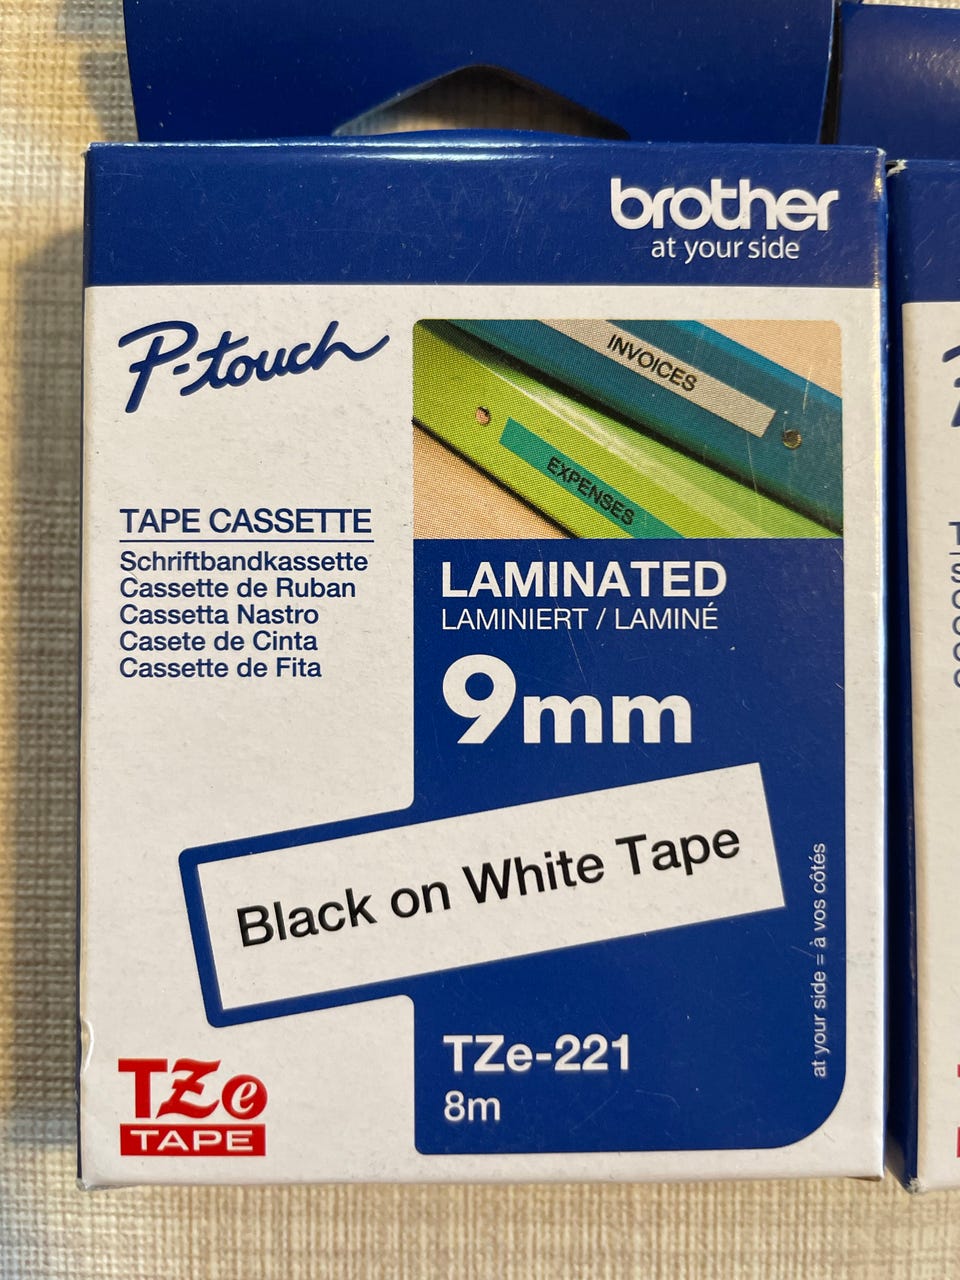 brother
at your side
P-touch
INVOICES
EXPENSES
TAPE CASSETTE
Schriftbandkassette
Cassette de Ruban
Cassetta Nastro
Casete de Cinta
Cassette de Fita
LAMINATED
LAMINIERT / LAMINÉ
9mm
Black on White Tape
at your side = à vos côtés
TZe-221
8m
TZe
TAPE